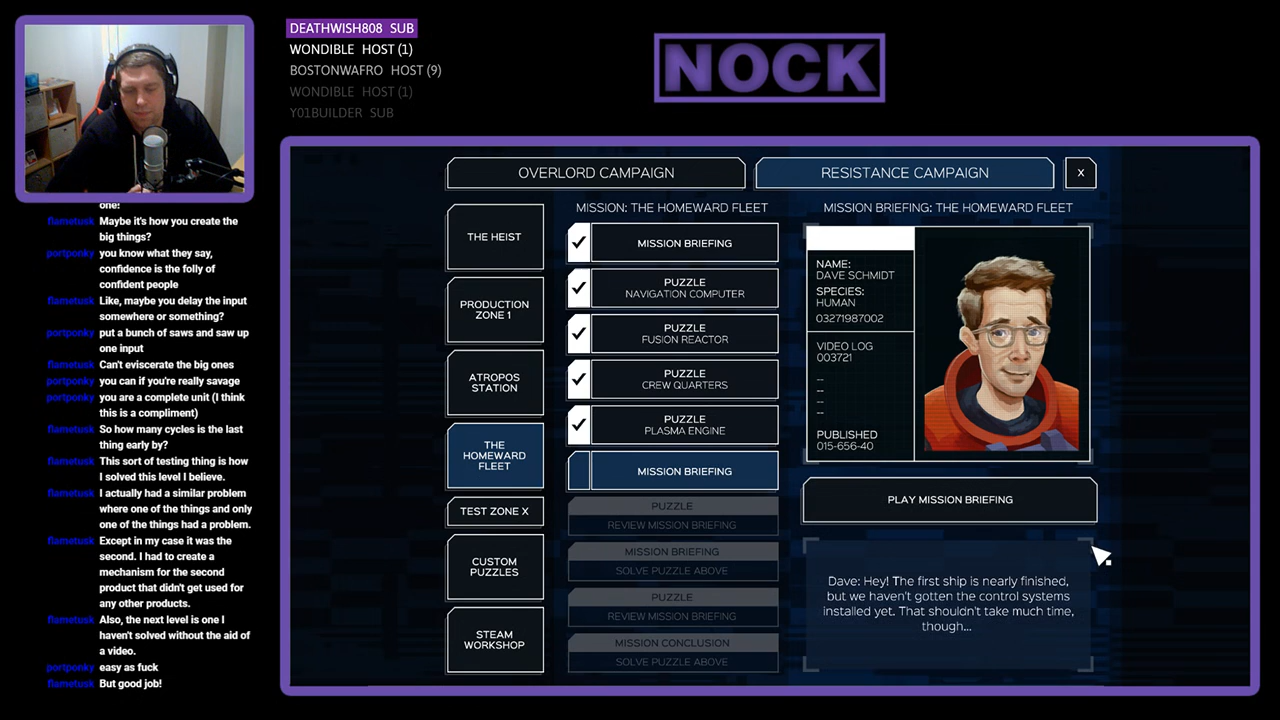 DEATHWISH808 SUB
WONDIBLE HOST (1)
BOSTONWAFRO HOST (9)
WONDIBLE HOST (1)
Y01BUILDER SUB
NOCK
one!
flametusk Maybe it's how you create the
big things?
portponky you know what they say,
confidence is the folly of
confident people
flametusk Like, maybe you delay the input
somewhere or something?
portponky put a bunch of saws and saw up
one input
flametusk Can't eviscerate the big ones
portponky you can if you're really savage
portponky you are a complete unit (I think
this is a compliment)
flametusk So how many cycles is the last
thing early by?
flametusk This sort of testing thing is how
I solved this level I believe.
flametusk I actually had a similar problem
where one of the things and only
one of the things had a problem.
flametusk Except in my case it was the
second. I had to create a
mechanism for the second
product that didn't get used for
any other products.
flametusk Also, the next level is one I
haven't solved without the aid of
a video.
portponky easy as fuck
flametusk But good job!
OVERLORD CAMPAIGN
RESISTANCE CAMPAIGN
X
THE HEIST
PRODUCTION
ZONE 1
ATROPOS
STATION
THE
HOMEWARD
FLEET
TEST ZONE X
CUSTOM
PUZZLES
STEAM
WORKSHOP
MISSION: THE HOMEWARD FLEET
MISSION BRIEFING
PUZZLE
NAVIGATION COMPUTER
PUZZLE
FUSION REACTOR
PUZZLE
CREW QUARTERS
PUZZLE
PLASMA ENGINE
MISSION BRIEFING
PUZZLE
REVIEW MISSION BRIEFING
MISSION BRIEFING
SOLVE PUZZLE ABOVE
PUZZLE
REVIEW MISSION BRIEFING
MISSION CONCLUSION
SOLVE PUZZLE ABOVE
MISSION BRIEFING: THE HOMEWARD FLEET
NAME:
DAVE SCHMIDT
SPECIES:
HUMAN
03271987002
VIDEO LOG
003721
--
--
--
--
PUBLISHED
015-656-40
PLAY MISSION BRIEFING
Dave: Hey! The first ship is nearly finished,
but we haven't gotten the control systems
installed yet. That shouldn't take much time,
though...